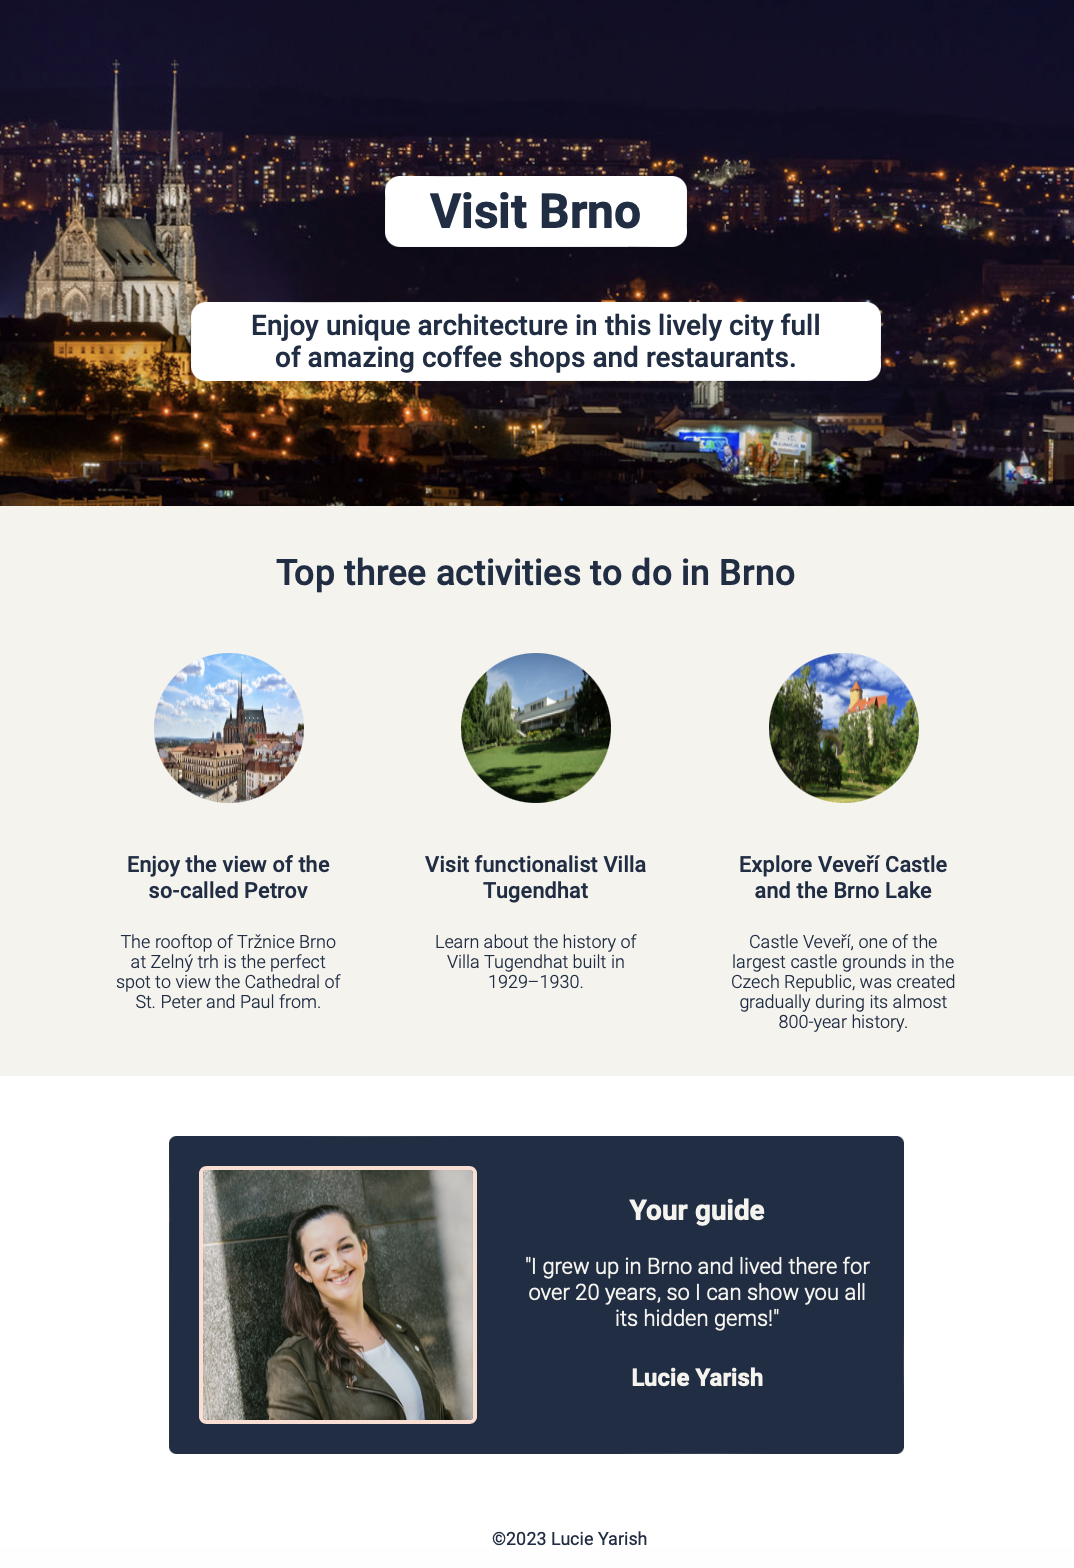 Visit Brno
Enjoy unique architecture in this lively city full
of amazing coffee shops and restaurants.
Top three activities to do in Brno
Enjoy the view of the
so-called Petrov
The rooftop of Tržnice Brno
at Zelný trh is the perfect
spot to view the Cathedral of
St. Peter and Paul from.
Visit functionalist Villa
Tugendhat
Learn about the history of
Villa Tugendhat built in
1929–1930.
Explore Veveří Castle
and the Brno Lake
Castle Veveří, one of the
largest castle grounds in the
Czech Republic, was created
gradually during its almost
800-year history.
Your guide
"I grew up in Brno and lived there for
over 20 years, so I can show you all
its hidden gems!"
Lucie Yarish
©2023 Lucie Yarish